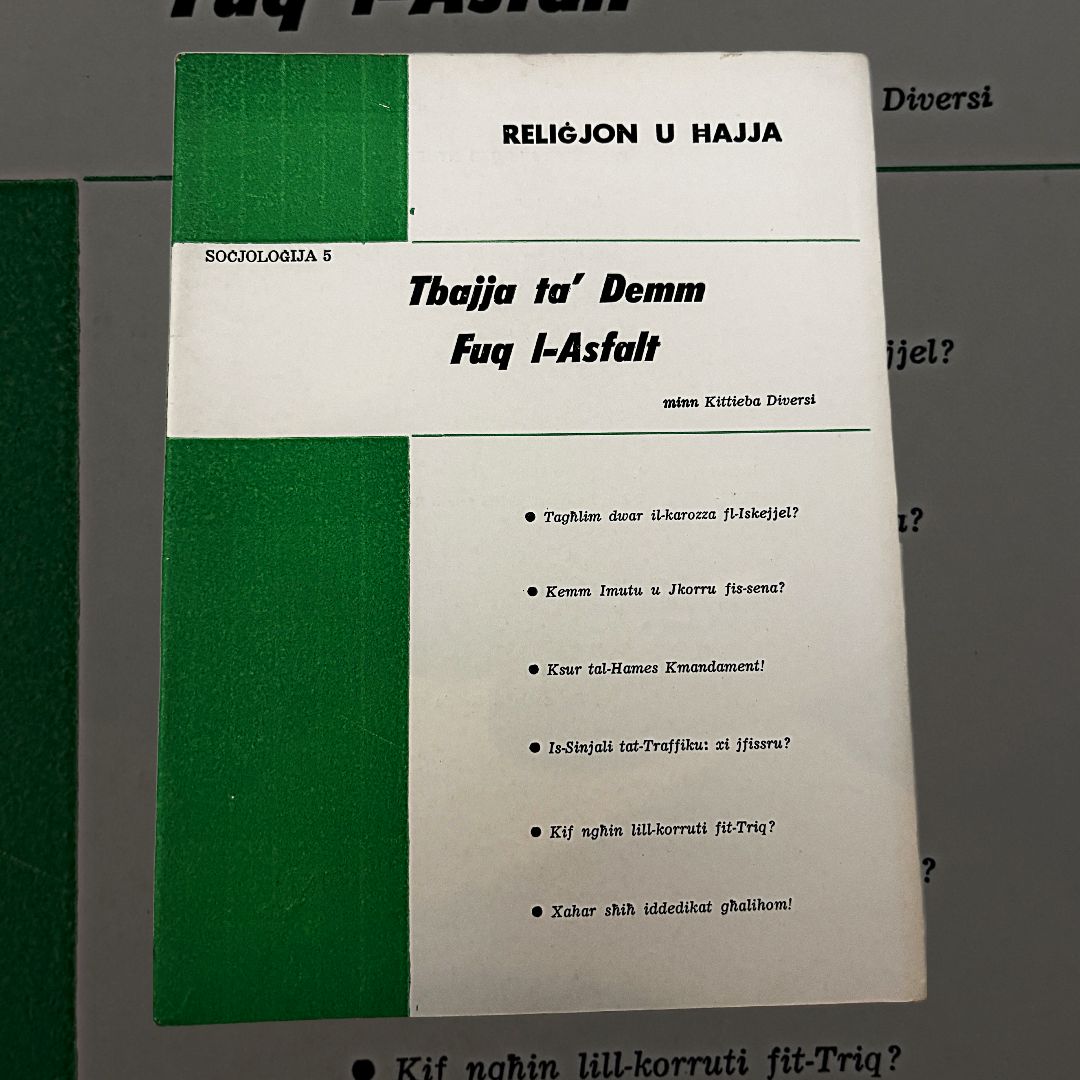 RELIĠJON U HAJJA
SOĊJOLOĠIJA 5
Tbajja ta' Demm
Fuq l-Asfalt
minn Kittieba Diversi
• Tagħlim dwar il-karozza fl-Iskejjel?
• Kemm Imutu u Jkorru fis-sena?
• Ksur tal-Hames Kmandament!
• Is-Sinjali tat-Traffiku: xi jfissru?
• Kif ngħin lill-korruti fit-Triq?
• Xahar sħiħ iddedikat għalihom!
Fuq l-Asfalt
Diversi
jjel?
a?
?
• Kif ngħin lill-korruti fit-Triq?